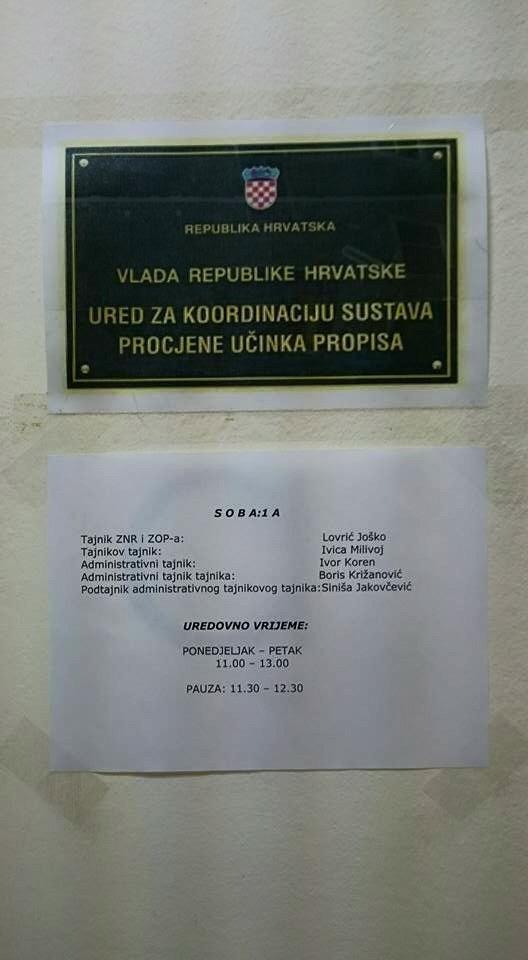 REPUBLIKA HRVATSKA
VLADA REPUBLIKE HRVATSKE
URED ZA KOORDINACIJU SUSTAVA
PROCJENE UČINKA PROPISA
S O B A:1 A
Tajnik ZNR i ZOP-a: Lovrić Joško
Tajnikov tajnik: Ivica Milivoj
Administrativni tajnik: Ivor Koren
Administrativni tajnik tajnika: Boris Križanović
Podtajnik administrativnog tajnikovog tajnika:Siniša Jakovčević
UREDOVNO VRIJEME:
PONEDJELJAK – PETAK
11.00 – 13.00
PAUZA: 11.30 – 12.30